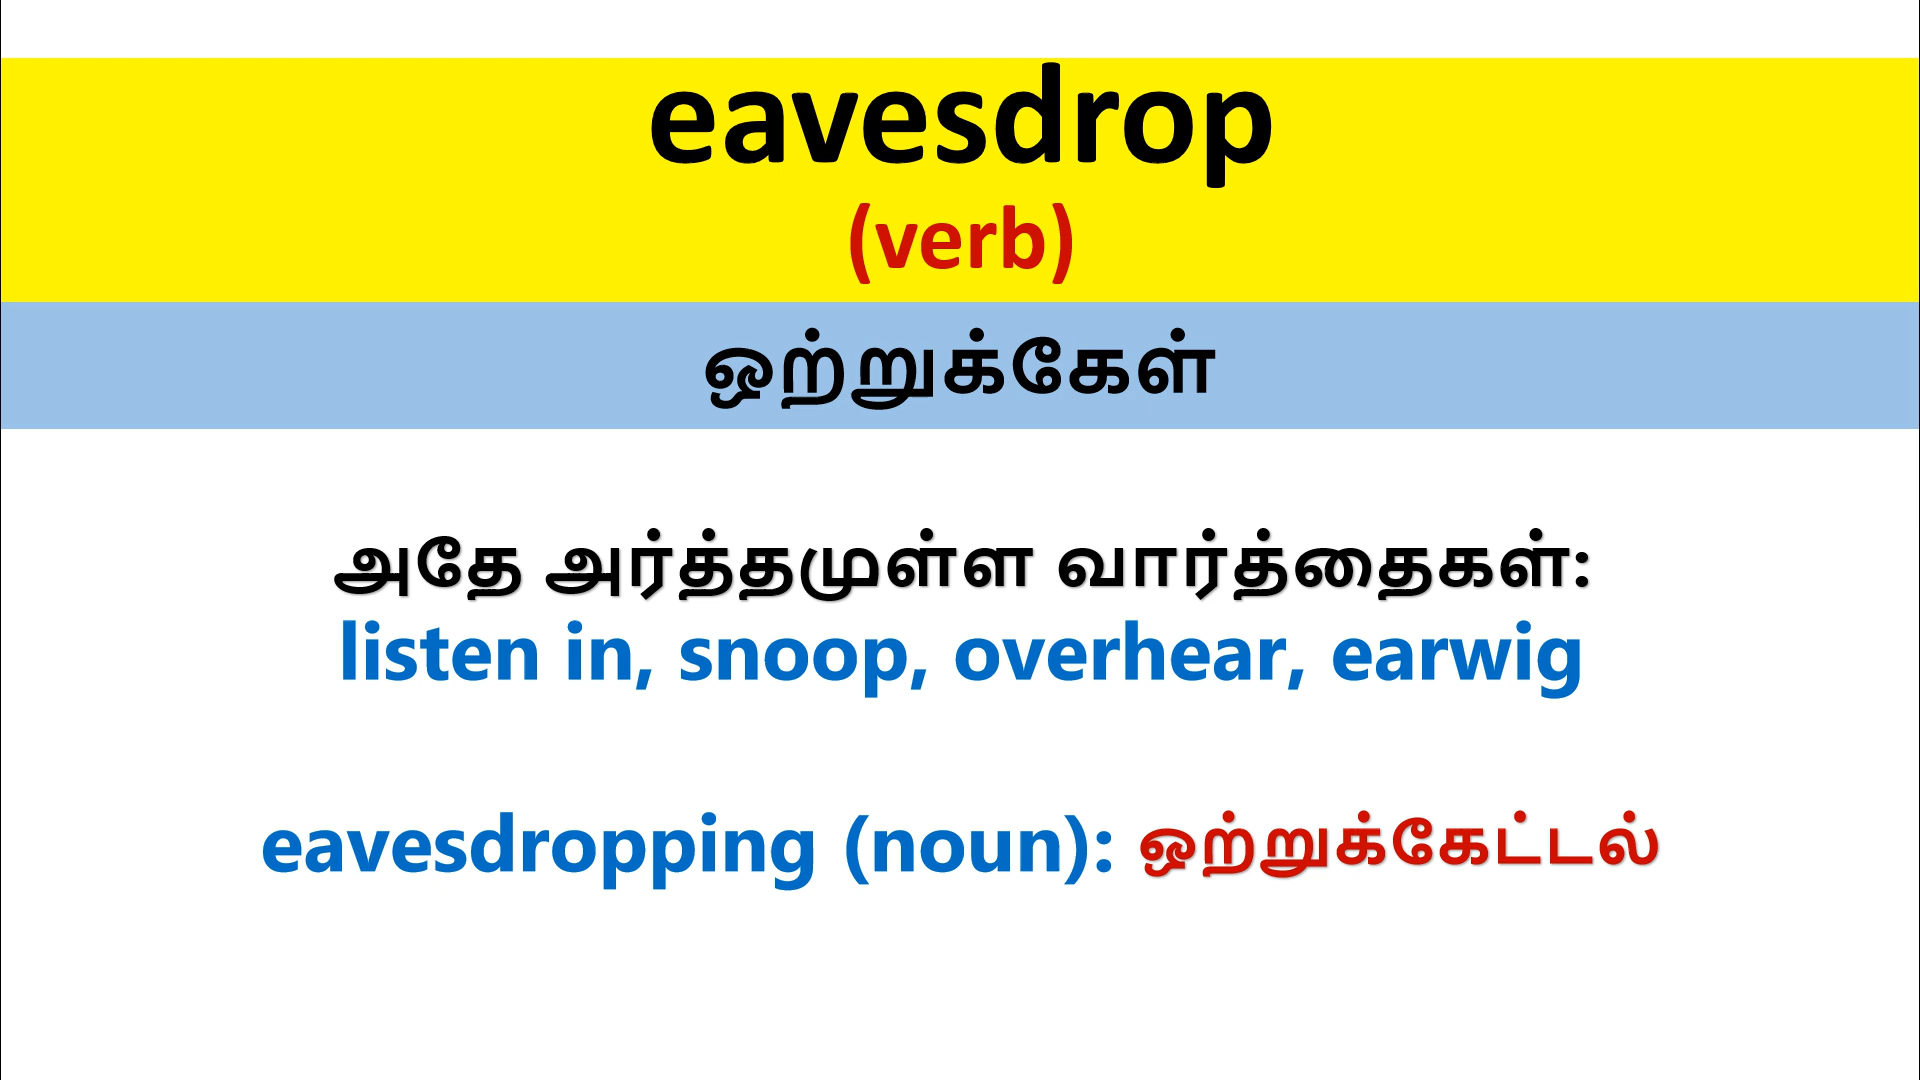 eavesdrop
(verb)
ஒற்றுக்கேள்
அதே அர்த்தமுள்ள வார்த்தைகள்:
listen in, snoop, overhear, earwig
eavesdropping (noun): ஒற்றுக்கேட்டல்